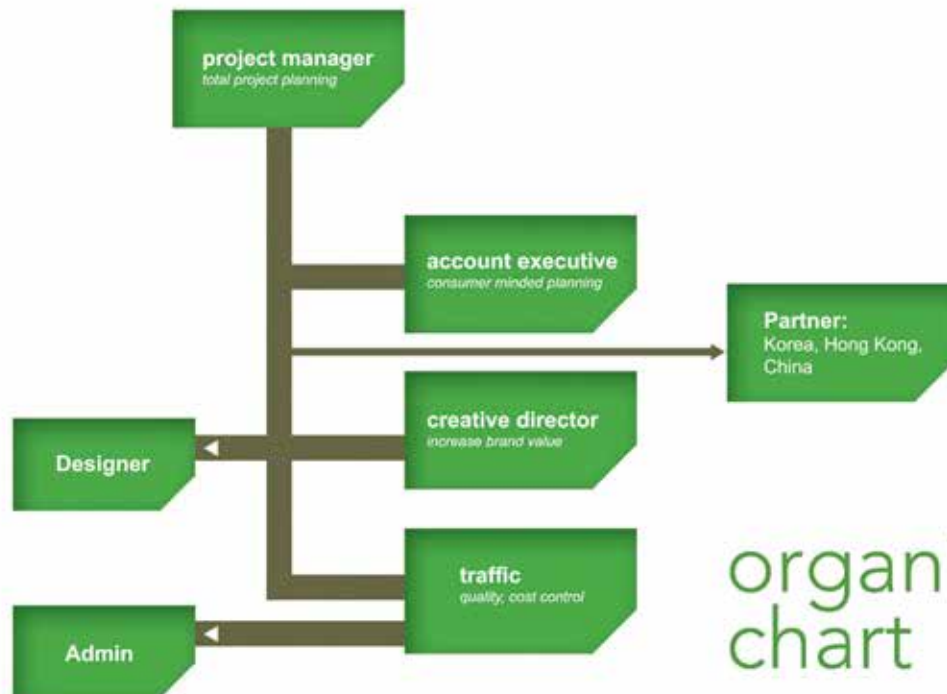 project manager
total project planning
account executive
consumer minded planning
Partner:
Korea, Hong Kong,
China
creative director
increase brand value
Designer
traffic
quality, cost control
Admin
organ
chart